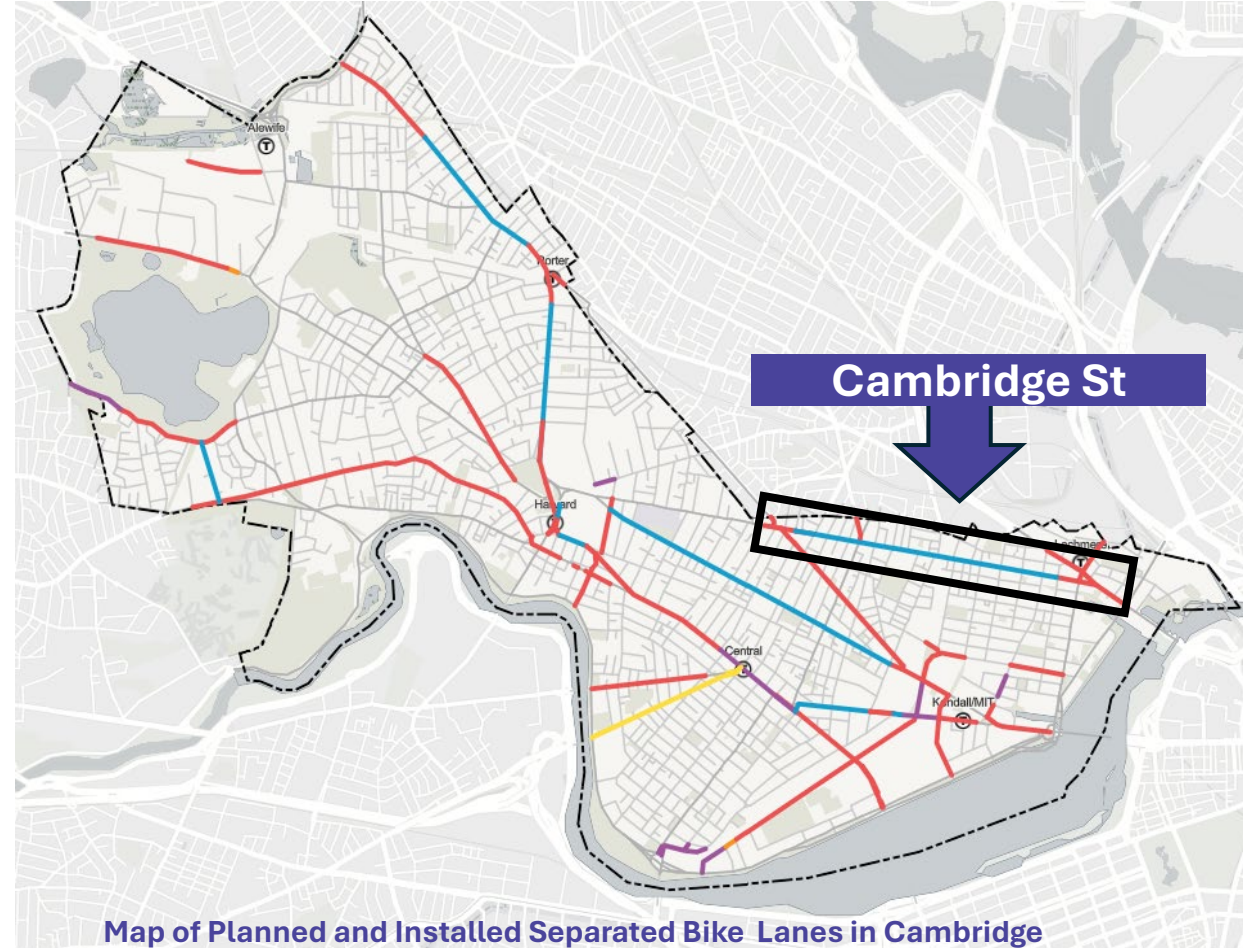 Alewife
T
Porter
Cambridge St
Harvard
Lechmere
T
Central
Kendall/MIT
T
Map of Planned and Installed Separated Bike Lanes in Cambridge